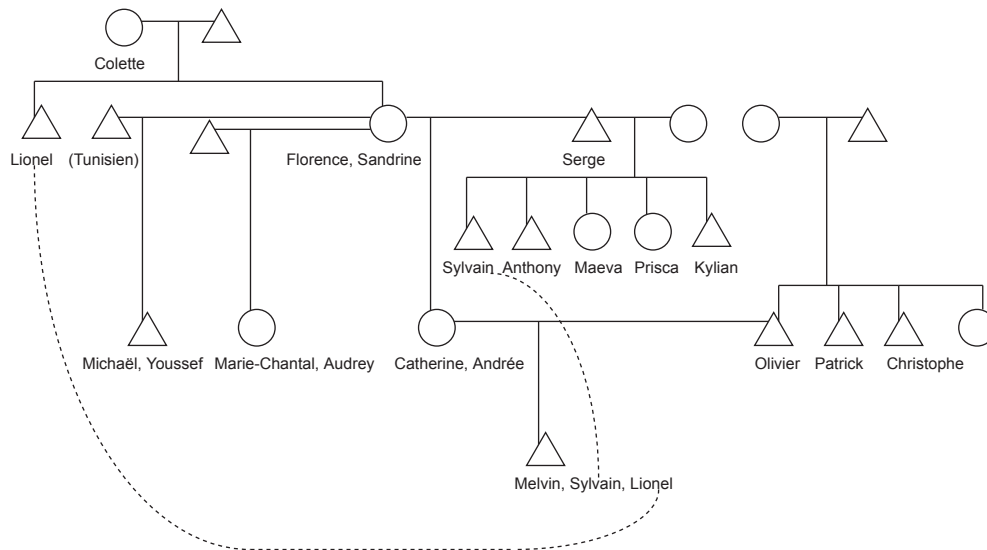 Colette
Lionel
(Tunisien)
Florence, Sandrine
Serge
Sylvain
Anthony
Maeva
Prisca
Kylian
Michaël, Youssef
Marie-Chantal, Audrey
Catherine, Andrée
Olivier
Patrick
Christophe
Melvin, Sylvain, Lionel